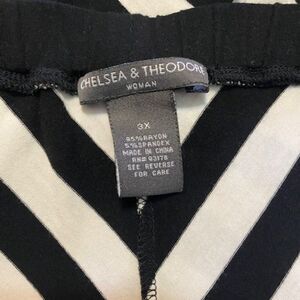 CHELSEA & THEODORE
WOMAN
3X
95%RAYON
5%SPANDEX
MADE IN CHINA
RN# 93178
SEE REVERSE
FOR CARE